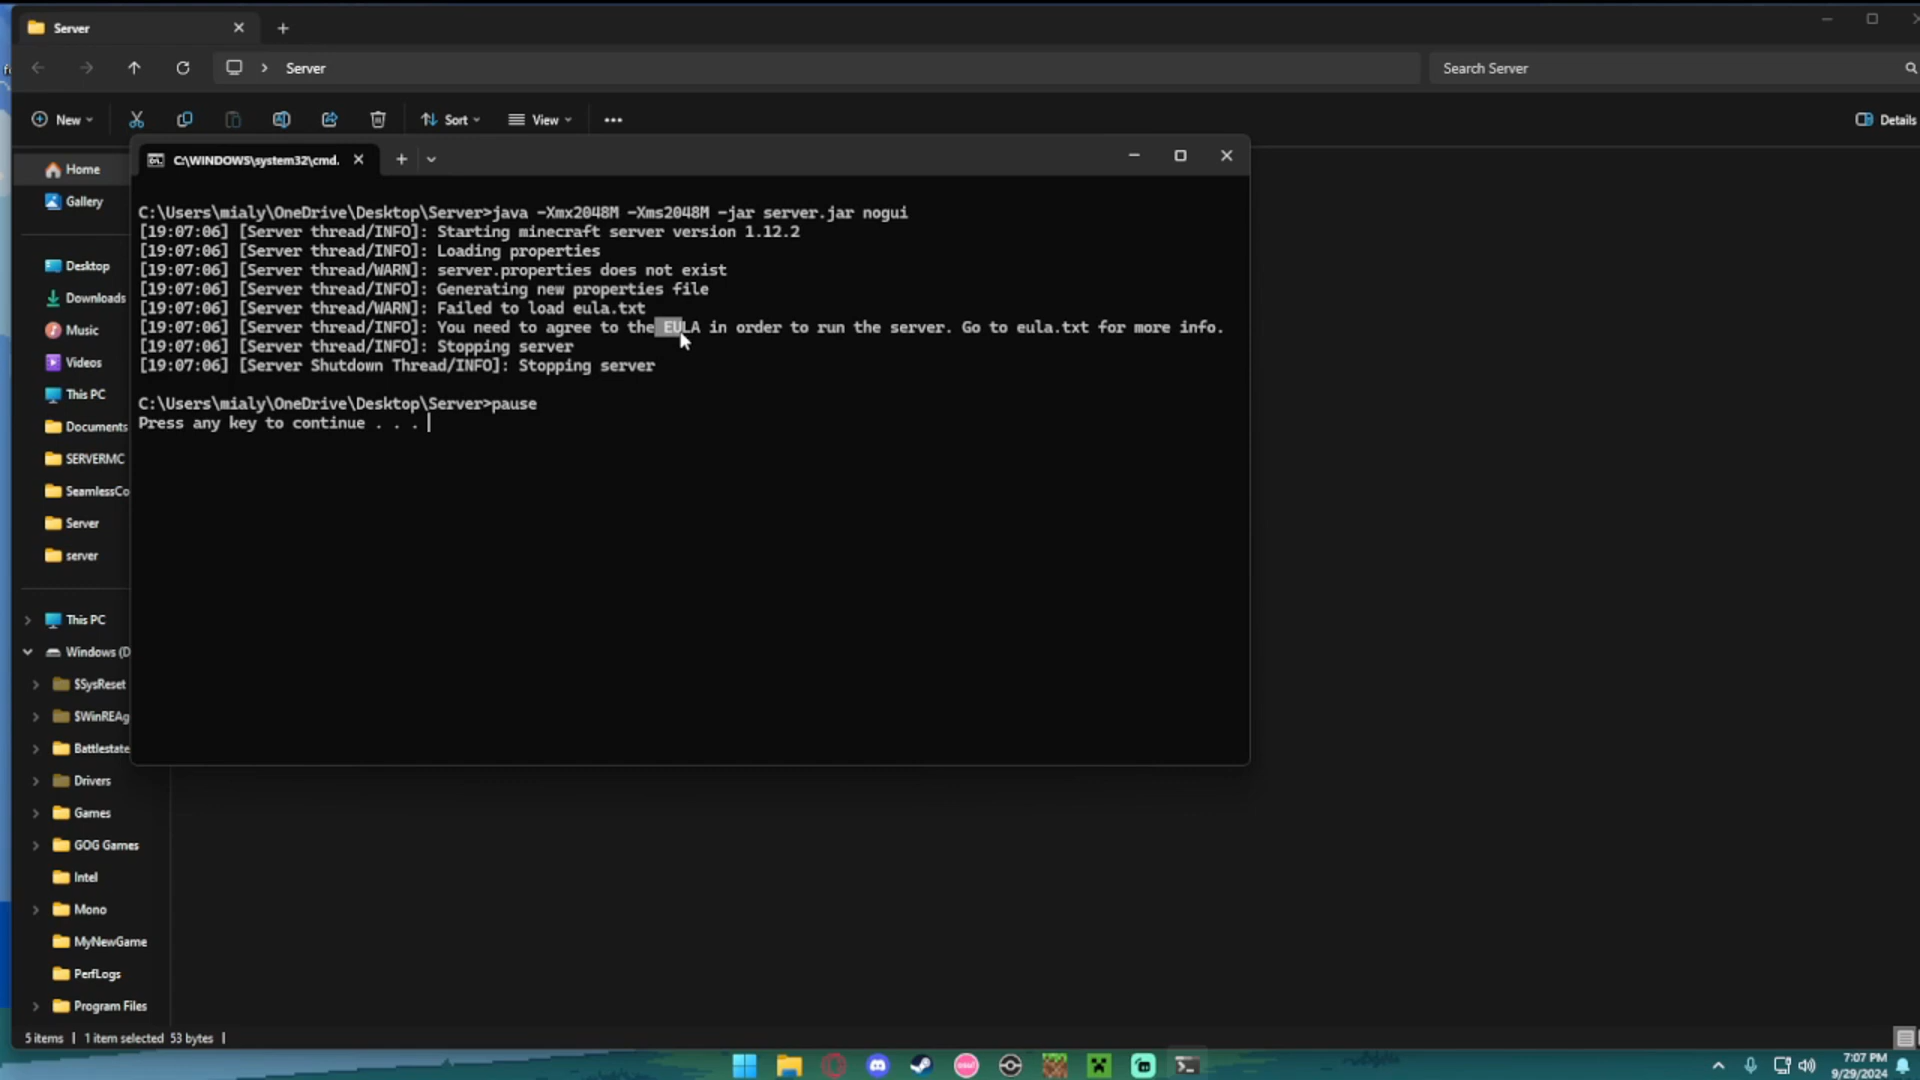 Server
Server
Search Server
New
Sort
View
Details
C:\WINDOWS\system32\cmd.
Home
Gallery
Desktop
Downloads
Music
Videos
This PC
Documents
SERVERMC
SeamlessCo
Server
server
This PC
Windows (D
$SysReset
$WinREAg
Battlestate
Drivers
Games
GOG Games
Intel
Mono
MyNewGame
PerfLogs
Program Files
C:\Users\mialy\OneDrive\Desktop\Server>java -Xmx2048M -Xms2048M -jar server.jar nogui
[19:07:06] [Server thread/INFO]: Starting minecraft server version 1.12.2
[19:07:06] [Server thread/INFO]: Loading properties
[19:07:06] [Server thread/WARN]: server.properties does not exist
[19:07:06] [Server thread/INFO]: Generating new properties file
[19:07:06] [Server thread/WARN]: Failed to load eula.txt
[19:07:06] [Server thread/INFO]: You need to agree to the EULA in order to run the server. Go to eula.txt for more info.
[19:07:06] [Server thread/INFO]: Stopping server
[19:07:06] [Server Shutdown Thread/INFO]: Stopping server
C:\Users\mialy\OneDrive\Desktop\Server>pause
Press any key to continue . . .
5 items | 1 item selected 53 bytes |
7:07 PM
9/29/2024